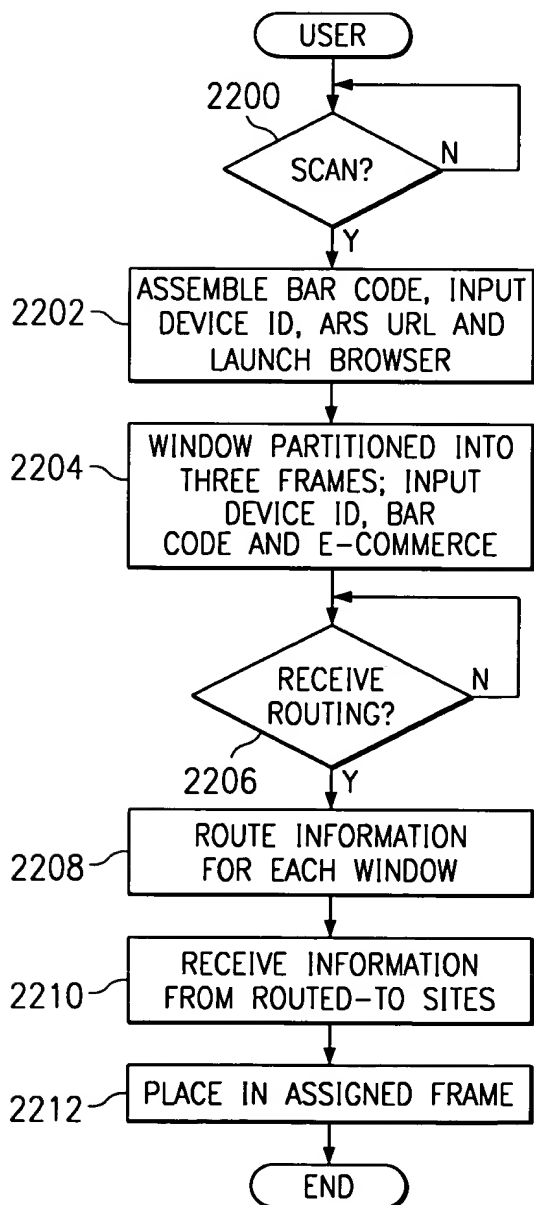 USER
2200
SCAN?
N
Y
2202
ASSEMBLE BAR CODE, INPUT
DEVICE ID, ARS URL AND
LAUNCH BROWSER
2204
WINDOW PARTITIONED INTO
THREE FRAMES; INPUT
DEVICE ID, BAR
CODE AND E-COMMERCE
RECEIVE
ROUTING?
N
2206
Y
2208
ROUTE INFORMATION
FOR EACH WINDOW
2210
RECEIVE INFORMATION
FROM ROUTED-TO SITES
2212
PLACE IN ASSIGNED FRAME
END